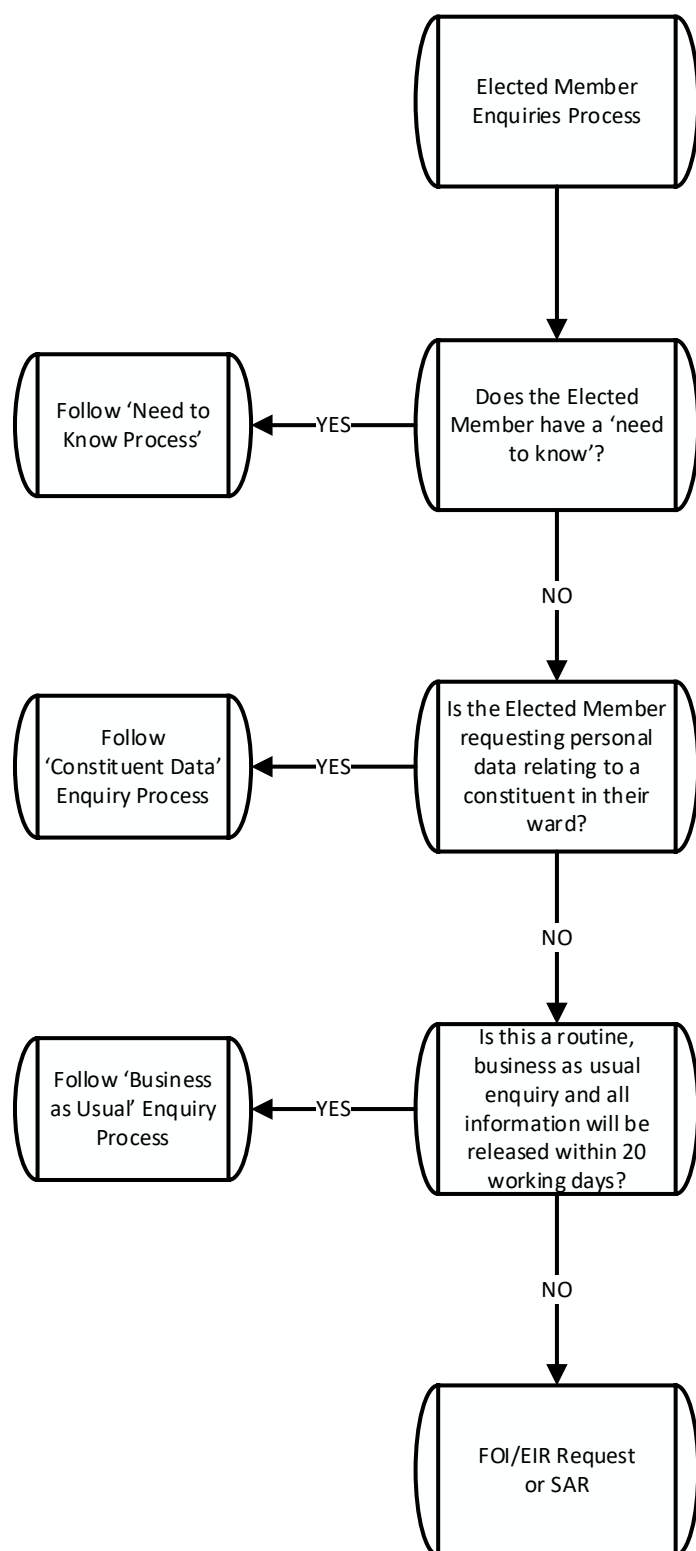 Elected Member
Enquiries Process
Does the Elected
Member have a ‘need
to know’?
YES
Follow ‘Need to
Know Process’
NO
Is the Elected Member
requesting personal
data relating to a
constituent in their
ward?
YES
Follow
‘Constituent Data’
Enquiry Process
NO
Is this a routine,
business as usual
enquiry and all
information will be
released within 20
working days?
YES
Follow ‘Business
as Usual’ Enquiry
Process
NO
FOI/EIR Request
or SAR